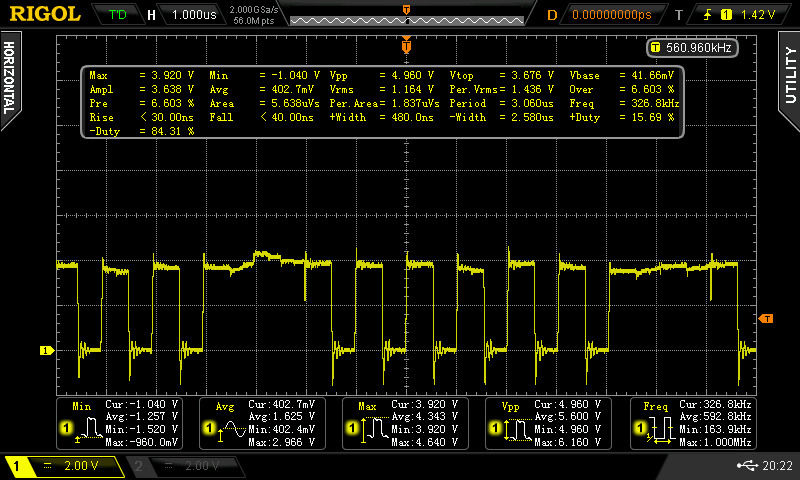 RIGOL T'D H 1.000us 2.000GSa/s 56.0M pts D 0.00000000ps T 1 1.42 V
HORIZONTAL
UTILITY
T 560.960kHz
Max = 3.920 V Min = -1.040 V Vpp = 4.960 V Vtop = 3.676 V Vbase = 41.66mV
Ampl = 3.638 V Avg = 402.7mV Vrms = 1.164 V Per.Vrms= 1.436 V Over = 6.603 %
Pre = 6.603 % Area = 5.638uVs Per.Area= 1.837uVs Period = 3.060us Freq = 326.8kHz
Rise < 30.00ns Fall < 40.00ns +Width = 480.0ns -Width = 2.580us +Duty = 15.69 %
-Duty = 84.31 %
T
T
1
T
Min Cur:-1.040 V
Avg:-1.257 V
1 Min:-1.520 V
Max:-960.0mV
Avg Cur:402.7mV
Avg:1.625 V
1 Min:402.4mV
Max:2.966 V
Max Cur:3.920 V
Avg:4.343 V
1 Min:3.920 V
Max:4.640 V
Vpp Cur:4.960 V
Avg:5.600 V
1 Min:4.960 V
Max:6.160 V
Freq Cur:326.8kHz
Avg:592.8kHz
1 Min:163.9kHz
Max:1.000MHz
1 = 2.00 V 2 = 2.00 V 20:22